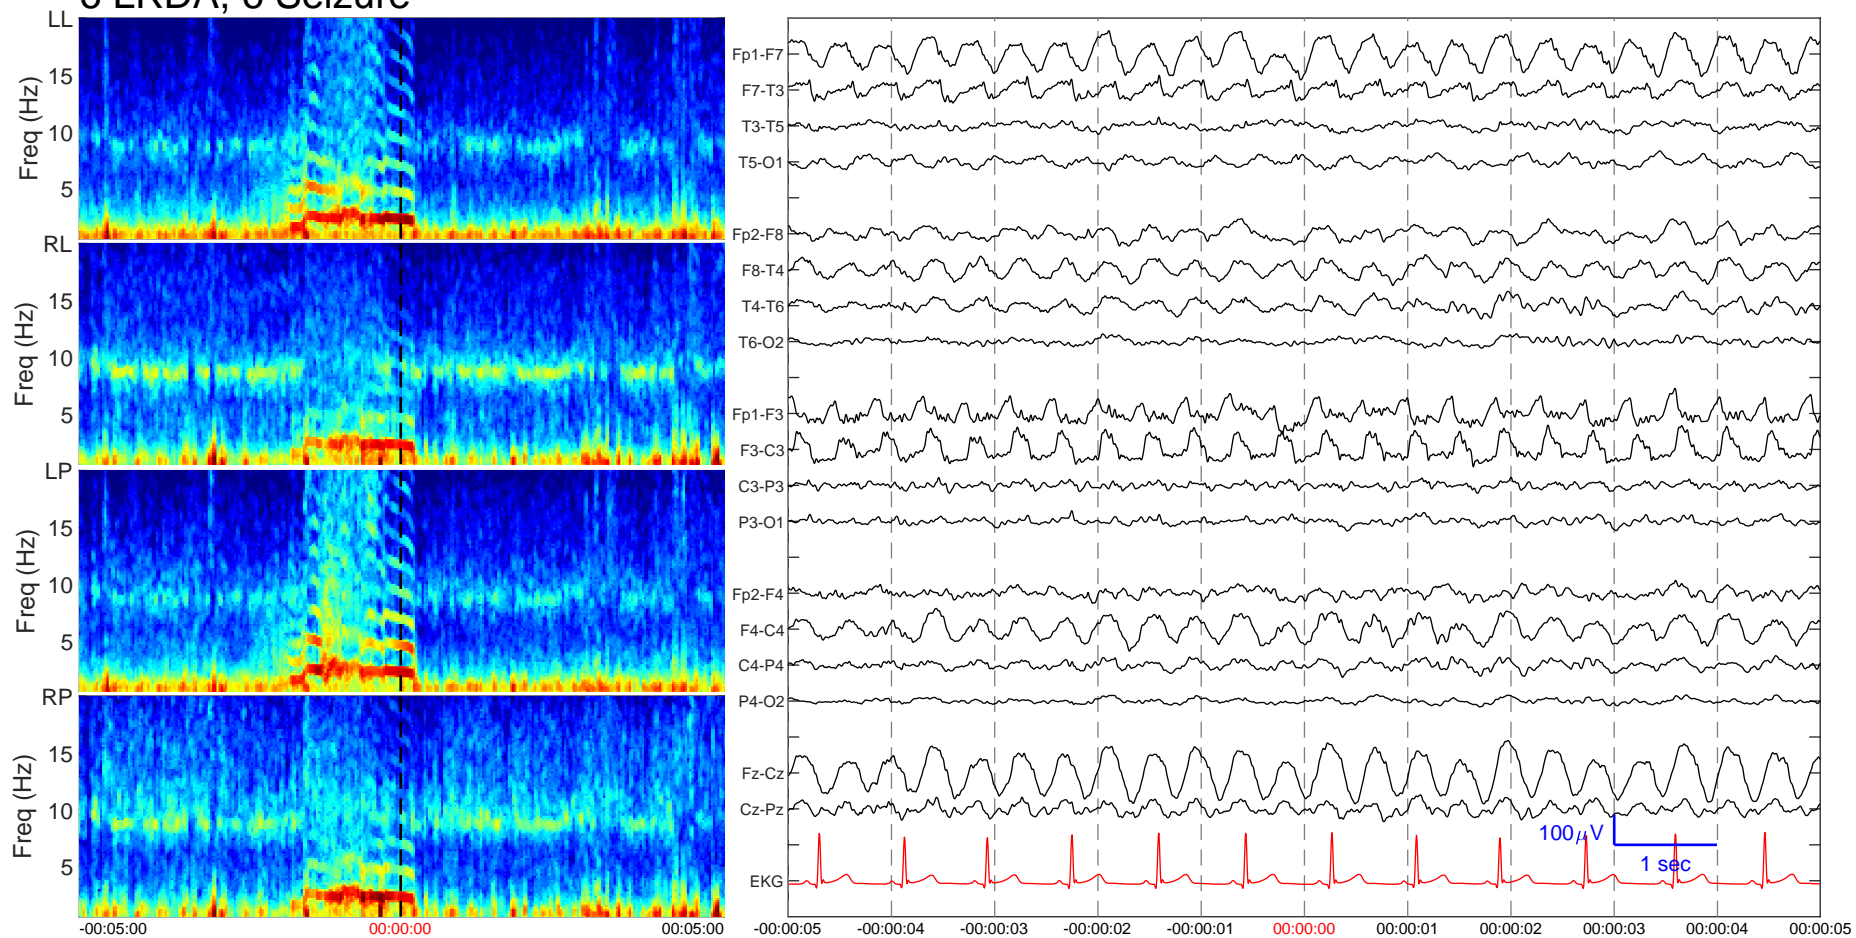 LL
Freq (Hz)
15
10
5
RL
Freq (Hz)
15
10
5
LP
Freq (Hz)
15
10
5
RP
Freq (Hz)
15
10
5
-00:05:00
00:00:00
00:05:00
Fp1-F7
F7-T3
T3-T5
T5-O1
Fp2-F8
F8-T4
T4-T6
T6-O2
Fp1-F3
F3-C3
C3-P3
P3-O1
Fp2-F4
F4-C4
C4-P4
P4-O2
Fz-Cz
Cz-Pz
EKG
100μV
1 sec
-00:00:05
-00:00:04
-00:00:03
-00:00:02
-00:00:01
00:00:00
00:00:01
00:00:02
00:00:03
00:00:04
00:00:05